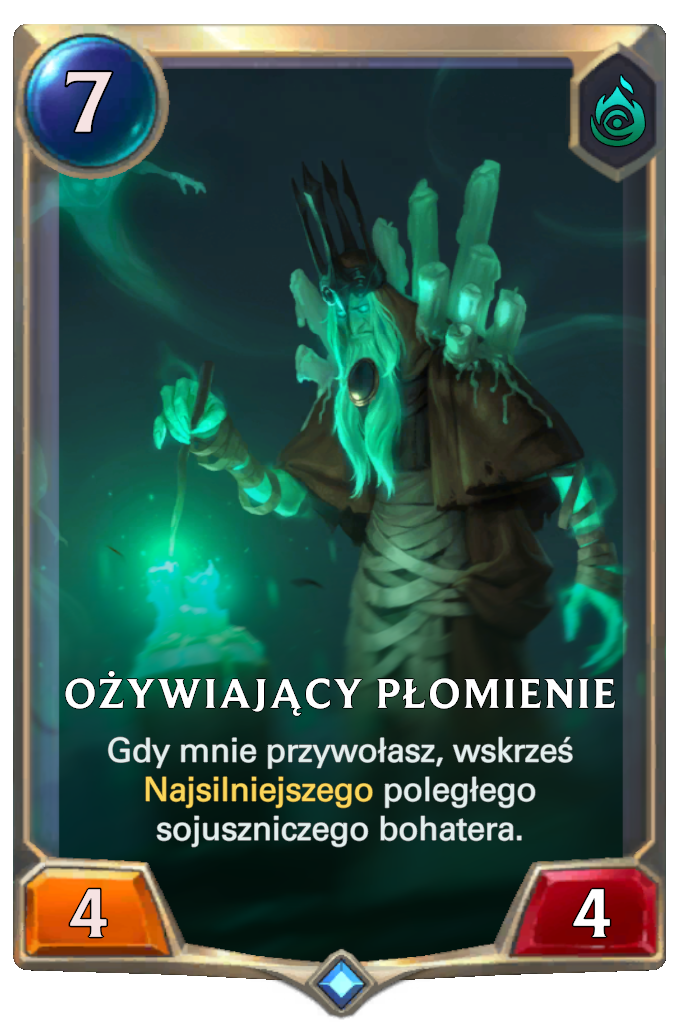 7
OŻYWIAJĄCY PŁOMIENIE
Gdy mnie przywołasz, wskrześ
Najsilniejszego poległego
sojuszniczego bohatera.
4
4